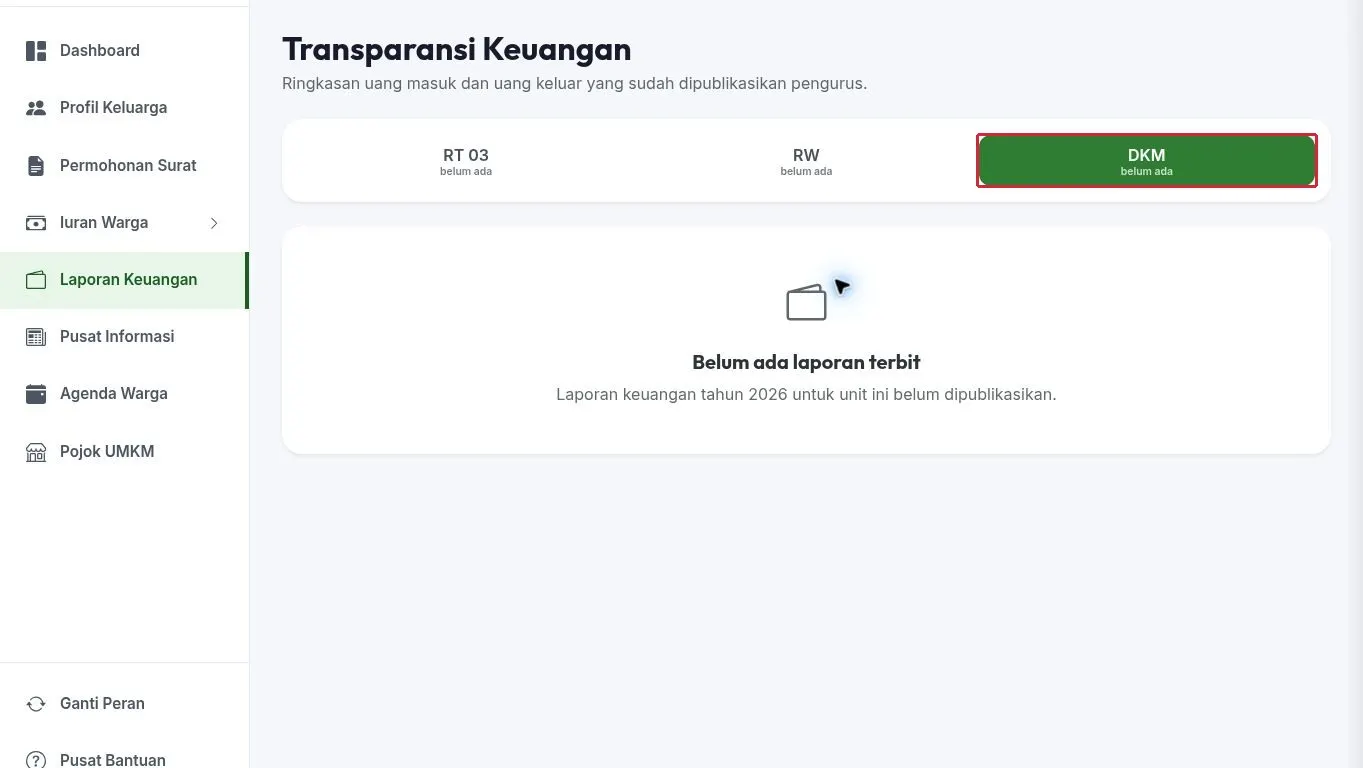 Dashboard
Profil Keluarga
Permohonan Surat
Iuran Warga
Laporan Keuangan
Pusat Informasi
Agenda Warga
Pojok UMKM
Ganti Peran
Pusat Bantuan
Transparansi Keuangan
Ringkasan uang masuk dan uang keluar yang sudah dipublikasikan pengurus.
RT 03
belum ada
RW
belum ada
DKM
belum ada
Belum ada laporan terbit
Laporan keuangan tahun 2026 untuk unit ini belum dipublikasikan.